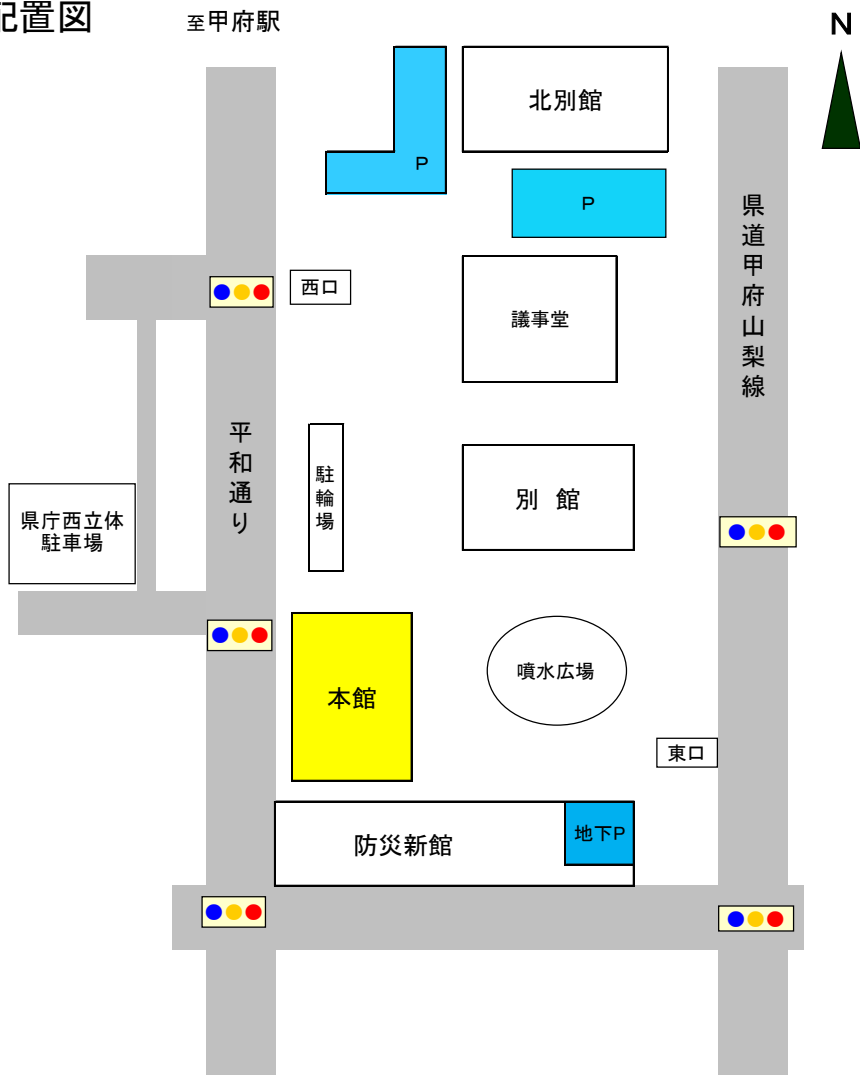 配置図
至甲府駅
N
北別館
P
P
県道甲府山梨線
西口
議事堂
平和通り
駐輪場
県庁西立体
駐車場
別 館
本館
噴水広場
東口
防災新館
地下P